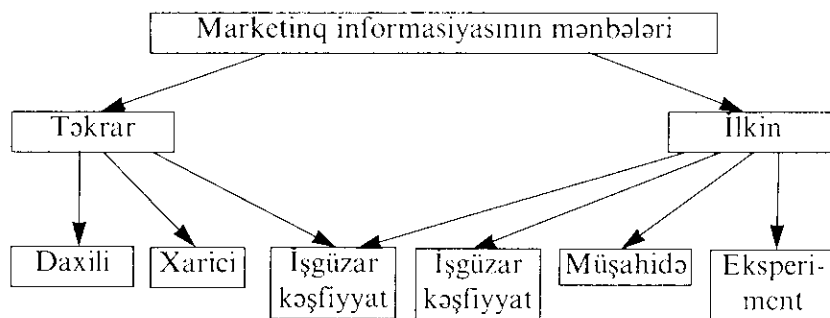 Marketinq informasiyasının mənbələri
Təkrar
İlkin
Daxili
Xarici
İşgüzar
kəşfiyyat
İşgüzar
kəşfiyyat
Müşahidə
Eksperi-
ment